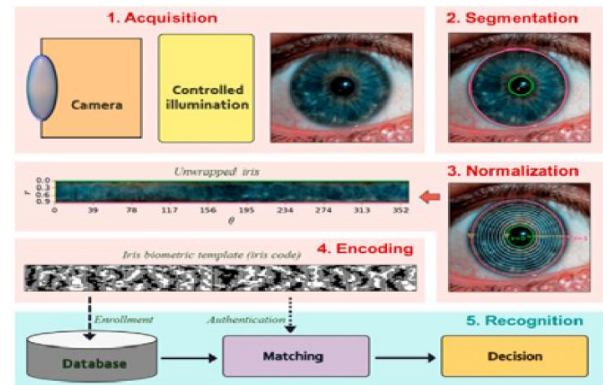 1. Acquisition
2. Segmentation
Camera
Controlled
illumination
Unwrapped iris
3. Normalization
r
0.0
0.3
0.6
0.9
0 39 78 117 156 195 234 274 313 352
θ
4. Encoding
Iris biometric template (iris code)
Enrollment
Authentication
5. Recognition
Database
Matching
Decision